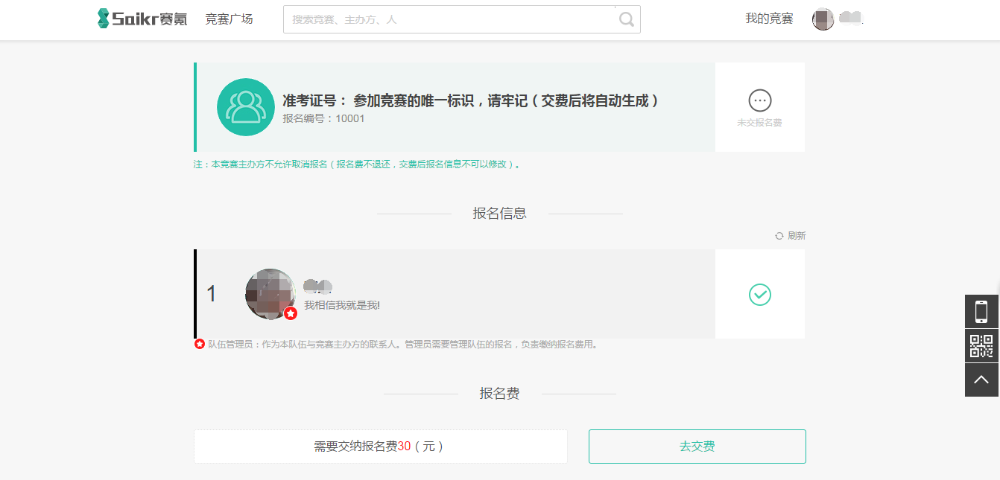 Saikr赛氪 竞赛广场 搜索竞赛、主办方、人 我的竞赛
准考证号： 参加竞赛的唯一标识，请牢记（交费后将自动生成）
报名编号：10001
未交报名费
注：本竞赛主办方不允许取消报名（报名费不退还，交费后报名信息不可以修改）。
报名信息
刷新
1
我相信我就是我!
队伍管理员：作为本队伍与竞赛主办方的联系人。管理员需要管理队伍的报名，负责缴纳报名费用。
报名费
需要交纳报名费30（元） 去交费